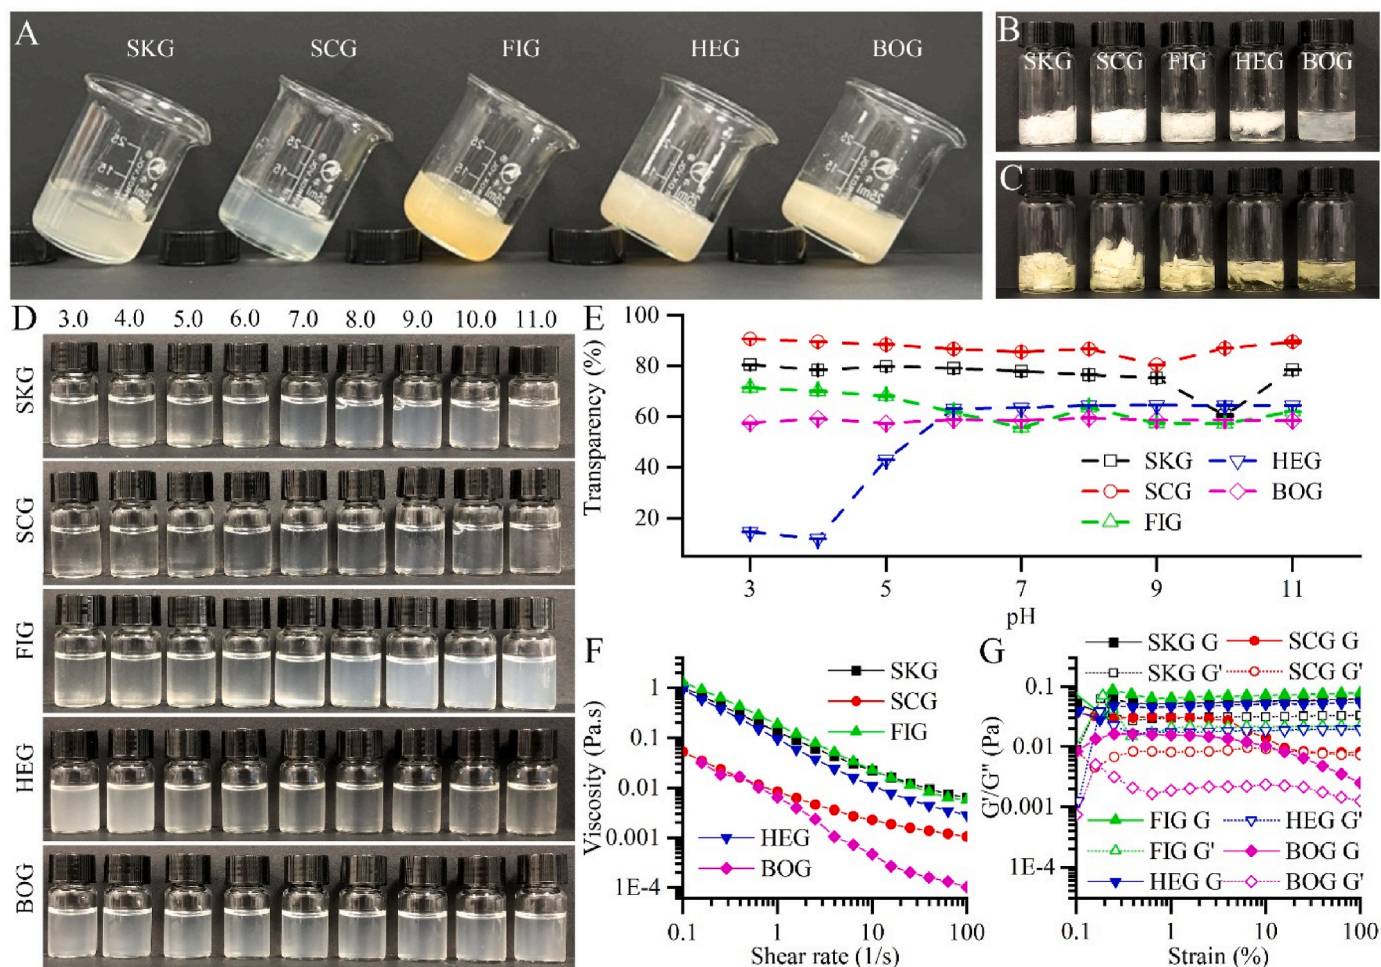 A
SKG
SCG
FIG
HEG
BOG
B
SKG
SCG
FIG
HEG
BOG
C
D
3.0
4.0
5.0
6.0
7.0
8.0
9.0
10.0
11.0
SKG
SCG
FIG
HEG
BOG
E
Transparency (%)
100
80
60
40
20
3
5
7
9
11
pH
SKG
SCG
FIG
HEG
BOG
F
Viscosity (Pa.s)
1
0.1
0.01
0.001
1E-4
0.1
1
10
100
Shear rate (1/s)
SKG
SCG
FIG
HEG
BOG
G
G'/G" (Pa)
0.1
0.01
0.001
1E-4
0.1
1
10
100
Strain (%)
SKG G
SKG G'
SCG G
SCG G'
FIG G
FIG G'
HEG G
HEG G'
BOG G
BOG G'